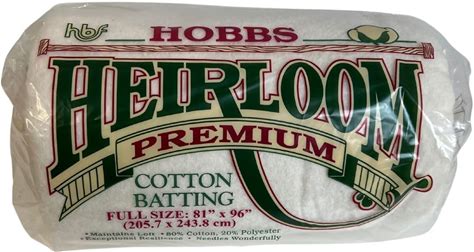 hbf
HOBBS
HEIRLOOM
PREMIUM
COTTON
BATTING
FULL SIZE: 81" x 96"
(205.7 x 243.8 cm)
•Maintains Loft •80% Cotton, 20% Polyester
•Exceptional Resilience •Needles Wonderfully